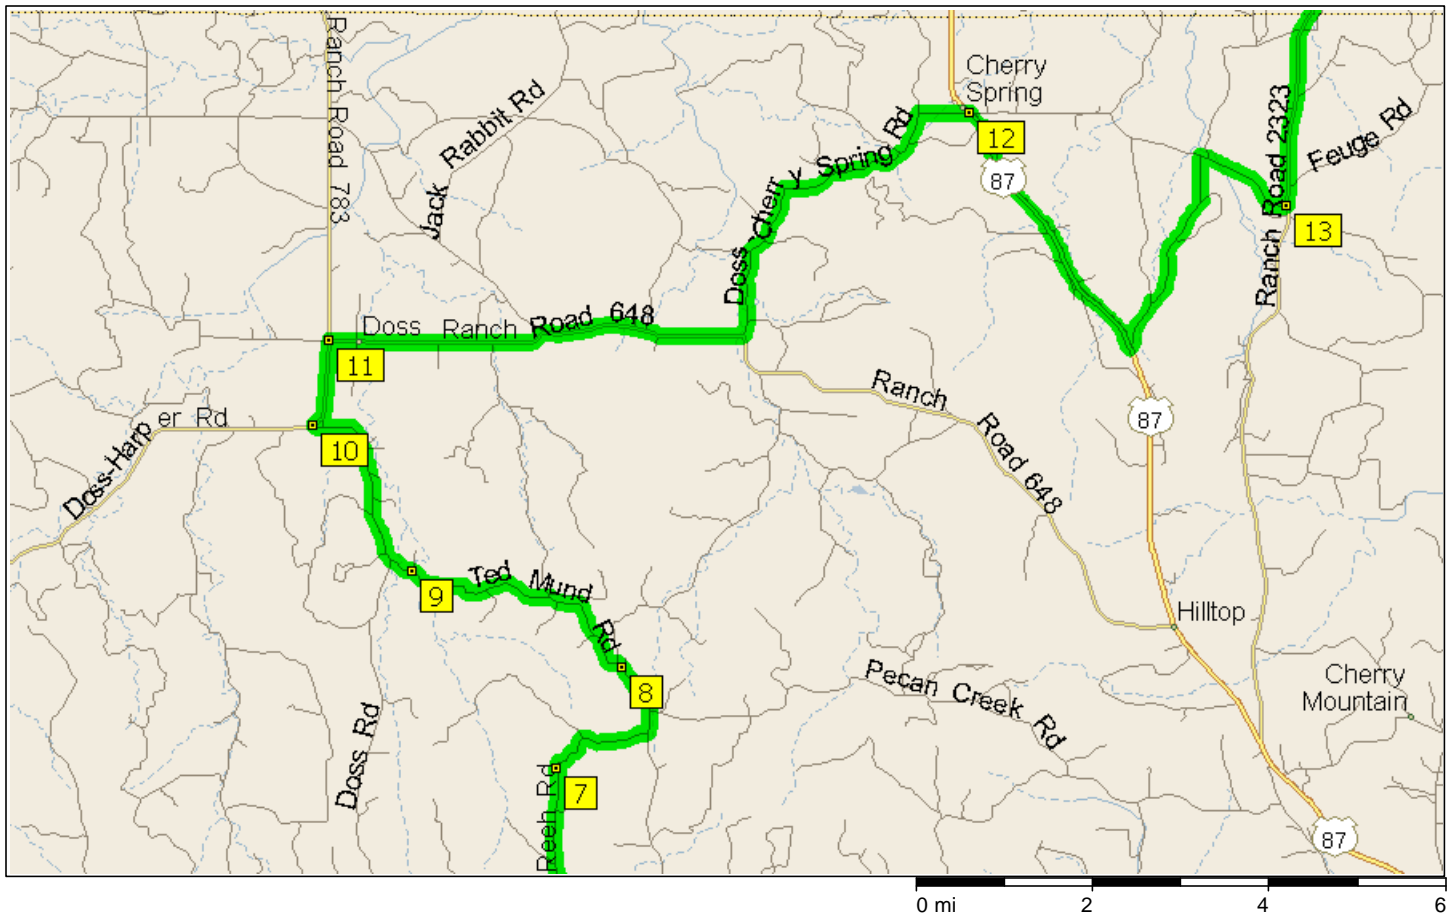 Ranch Road 783
Jack Rabbit Rd
Cherry
Spring
12
87
Ranch Road 2323
Feuge Rd
13
Doss-Cherry Spring Rd
Doss
Ranch Road 648
11
Doss-Harper Rd
10
Ranch Road 648
87
9
Ted Mund Rd
Hilltop
8
Pecan Creek Rd
Cherry
Mountain
Doss Rd
7
Reeh Rd
87
0 mi 2 4 6